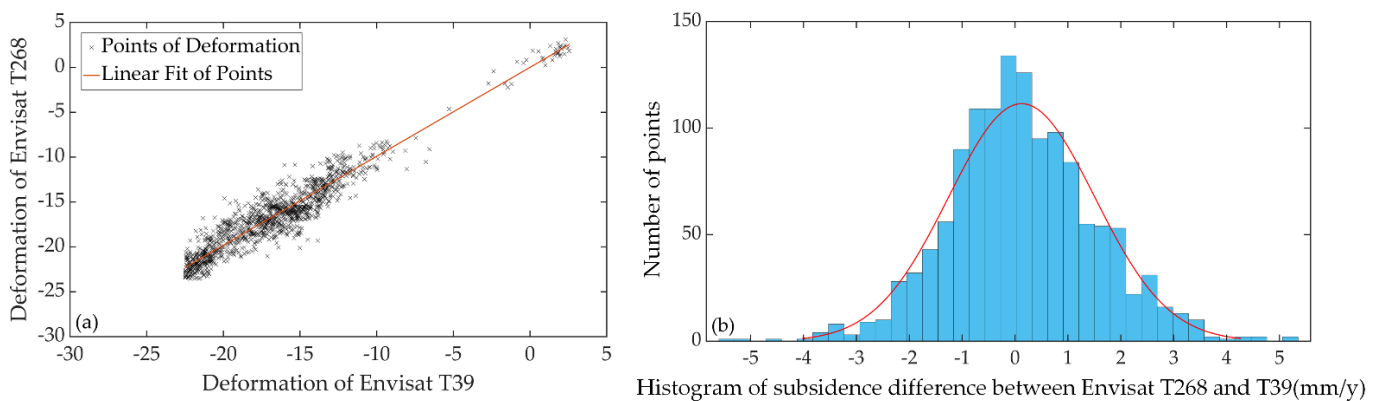 Deformation of Envisat T268
5
0
-5
-10
-15
-20
-25
-30
× Points of Deformation
Linear Fit of Points
(a)
-30 -25 -20 -15 -10 -5 0 5
Deformation of Envisat T39
Number of points
150
100
50
0
(b)
-5 -4 -3 -2 -1 0 1 2 3 4 5
Histogram of subsidence difference between Envisat T268 and T39(mm/y)